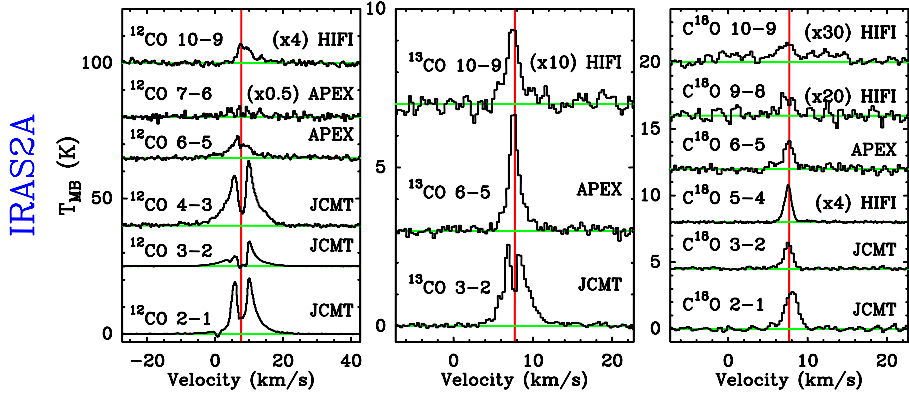 IRAS2A
T_MB (K)
100
50
0
¹²CO 10−9 (x4) HIFI
¹²CO 7−6 (x0.5) APEX
¹²CO 6−5 APEX
¹²CO 4−3 JCMT
¹²CO 3−2 JCMT
¹²CO 2−1 JCMT
−20 0 20 40
Velocity (km/s)
10
5
0
¹³CO 10−9 (x10) HIFI
¹³CO 6−5 APEX
¹³CO 3−2 JCMT
0 10 20
Velocity (km/s)
20
15
10
5
0
C¹⁸O 10−9 (x30) HIFI
C¹⁸O 9−8 (x20) HIFI
C¹⁸O 6−5 APEX
C¹⁸O 5−4 (x4) HIFI
C¹⁸O 3−2 JCMT
C¹⁸O 2−1 JCMT
0 10 20
Velocity (km/s)